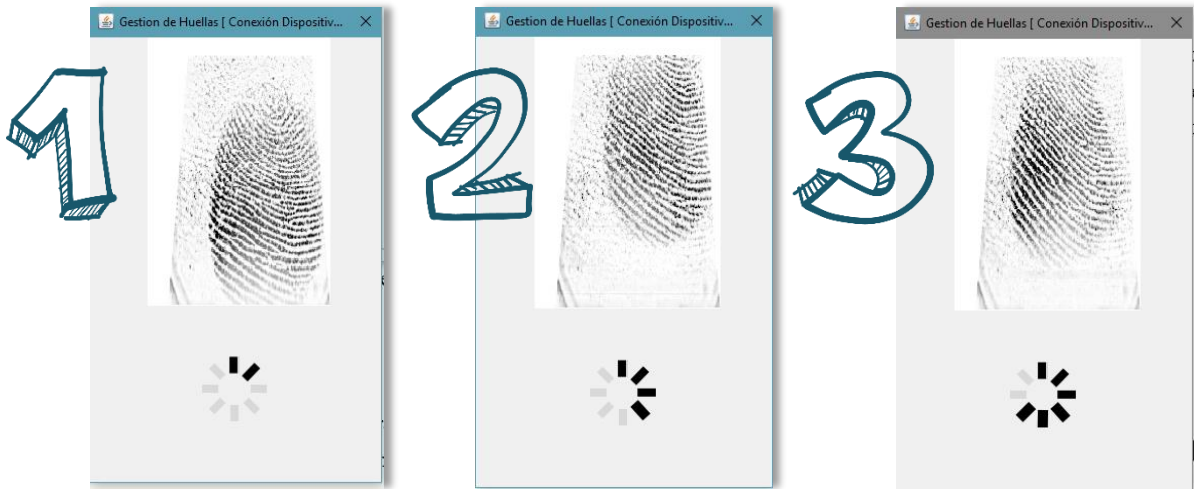 Gestion de Huellas [ Conexión Dispositiv...
Gestion de Huellas [ Conexión Dispositiv...
Gestion de Huellas [ Conexión Dispositiv...
1
2
3